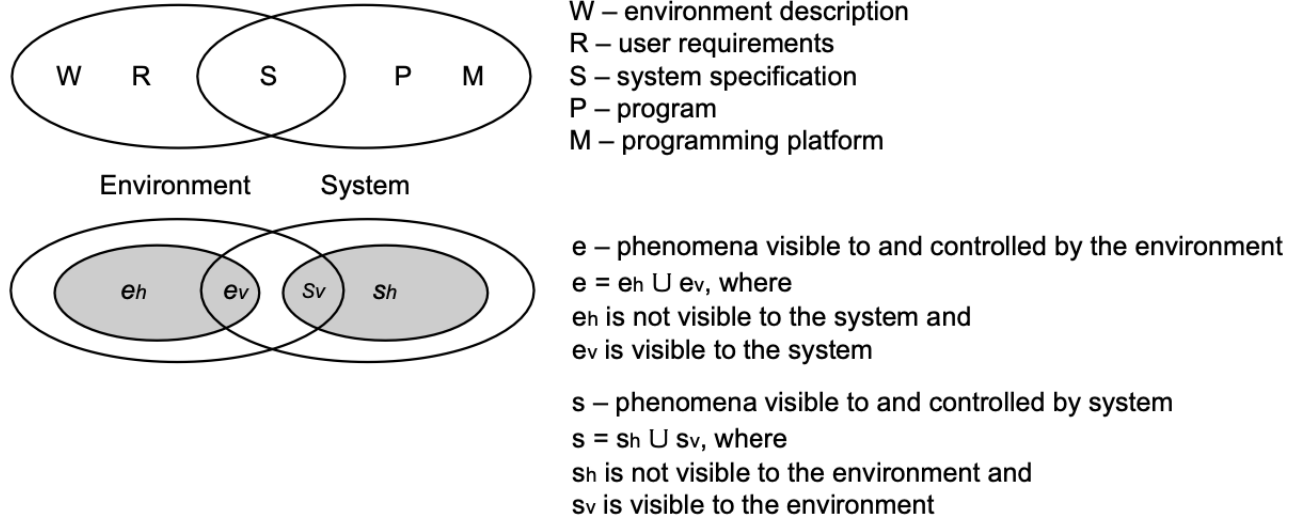 W R S P M
W – environment description
R – user requirements
S – system specification
P – program
M – programming platform
Environment System
eh ev sv sh
e – phenomena visible to and controlled by the environment
e = eh U ev, where
eh is not visible to the system and
ev is visible to the system
s – phenomena visible to and controlled by system
s = sh U sv, where
sh is not visible to the environment and
sv is visible to the environment